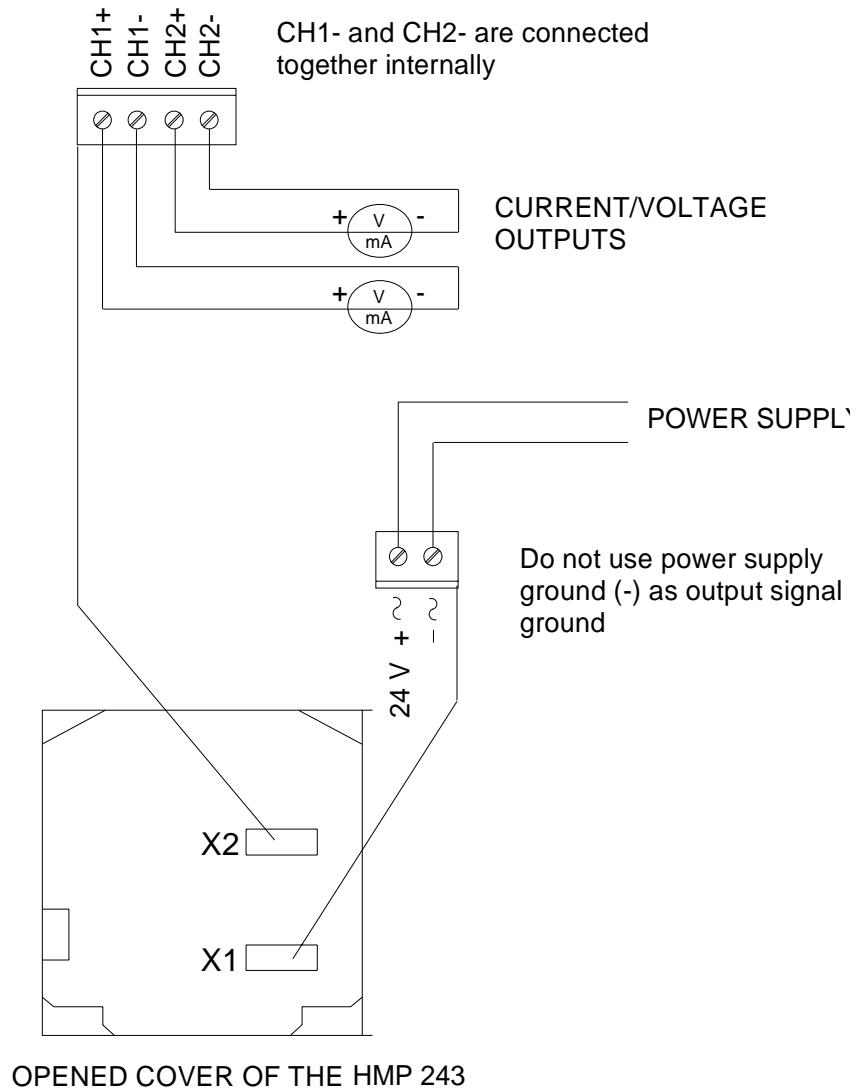 CH1+
CH1-
CH2+
CH2-
CH1- and CH2- are connected
together internally
CURRENT/VOLTAGE
OUTPUTS
+ V -
mA
+ V -
mA
POWER SUPPLY
Do not use power supply
ground (-) as output signal
ground
24 V + ~
- ~
X2
X1
OPENED COVER OF THE HMP 243